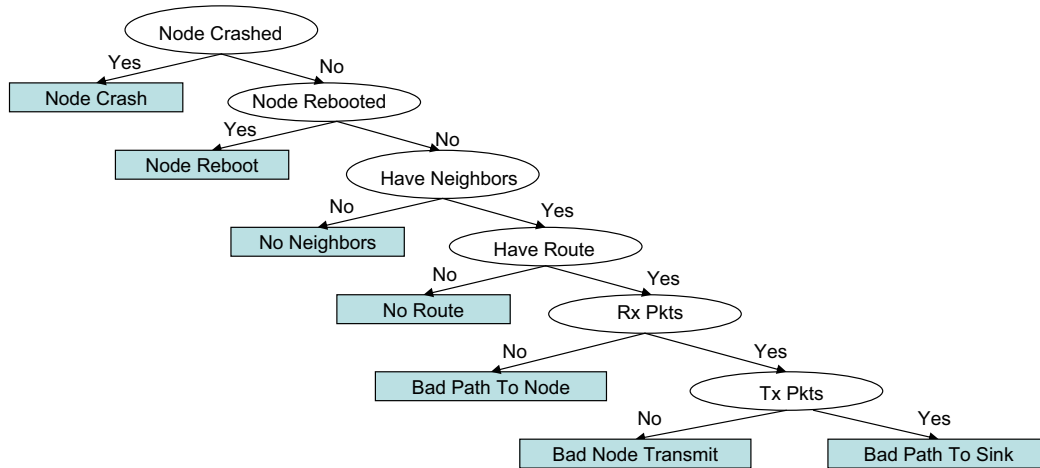 Node Crashed
Yes
No
Node Crash
Node Rebooted
Yes
No
Node Reboot
Have Neighbors
No
Yes
No Neighbors
Have Route
No
Yes
No Route
Rx Pkts
No
Yes
Bad Path To Node
Tx Pkts
No
Yes
Bad Node Transmit
Bad Path To Sink